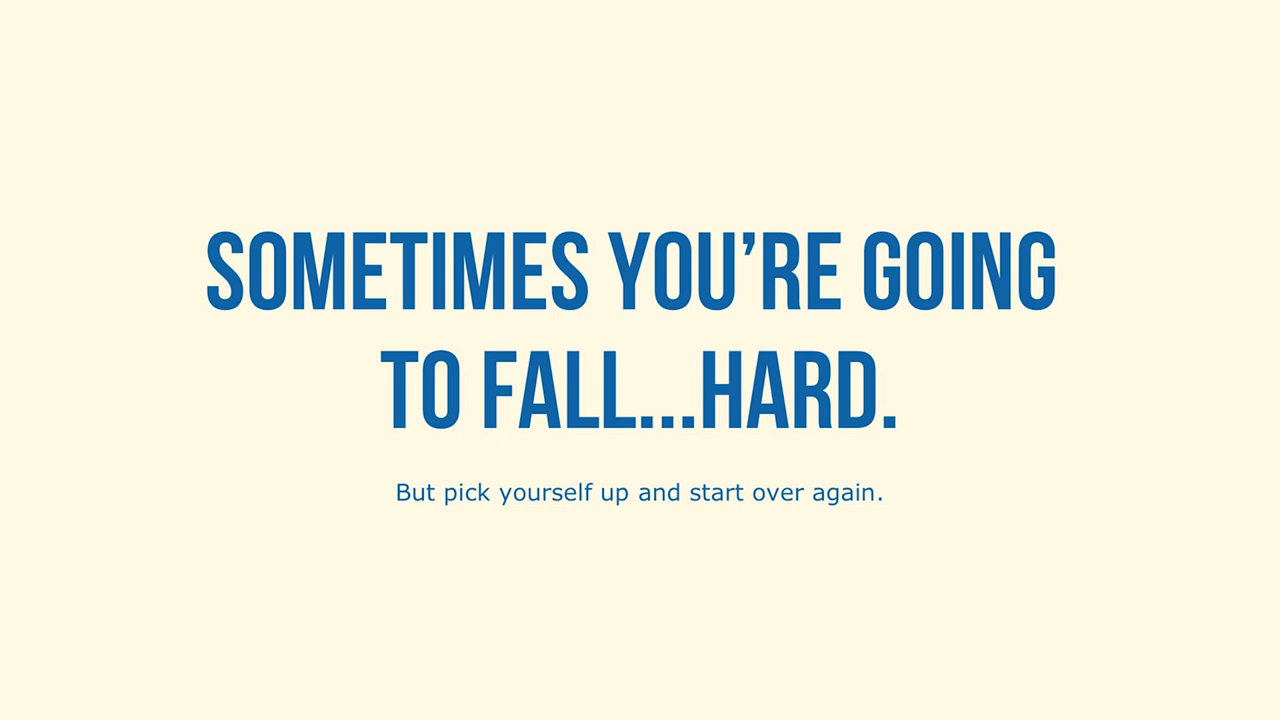 SOMETIMES YOU’RE GOING
TO FALL...HARD.
But pick yourself up and start over again.